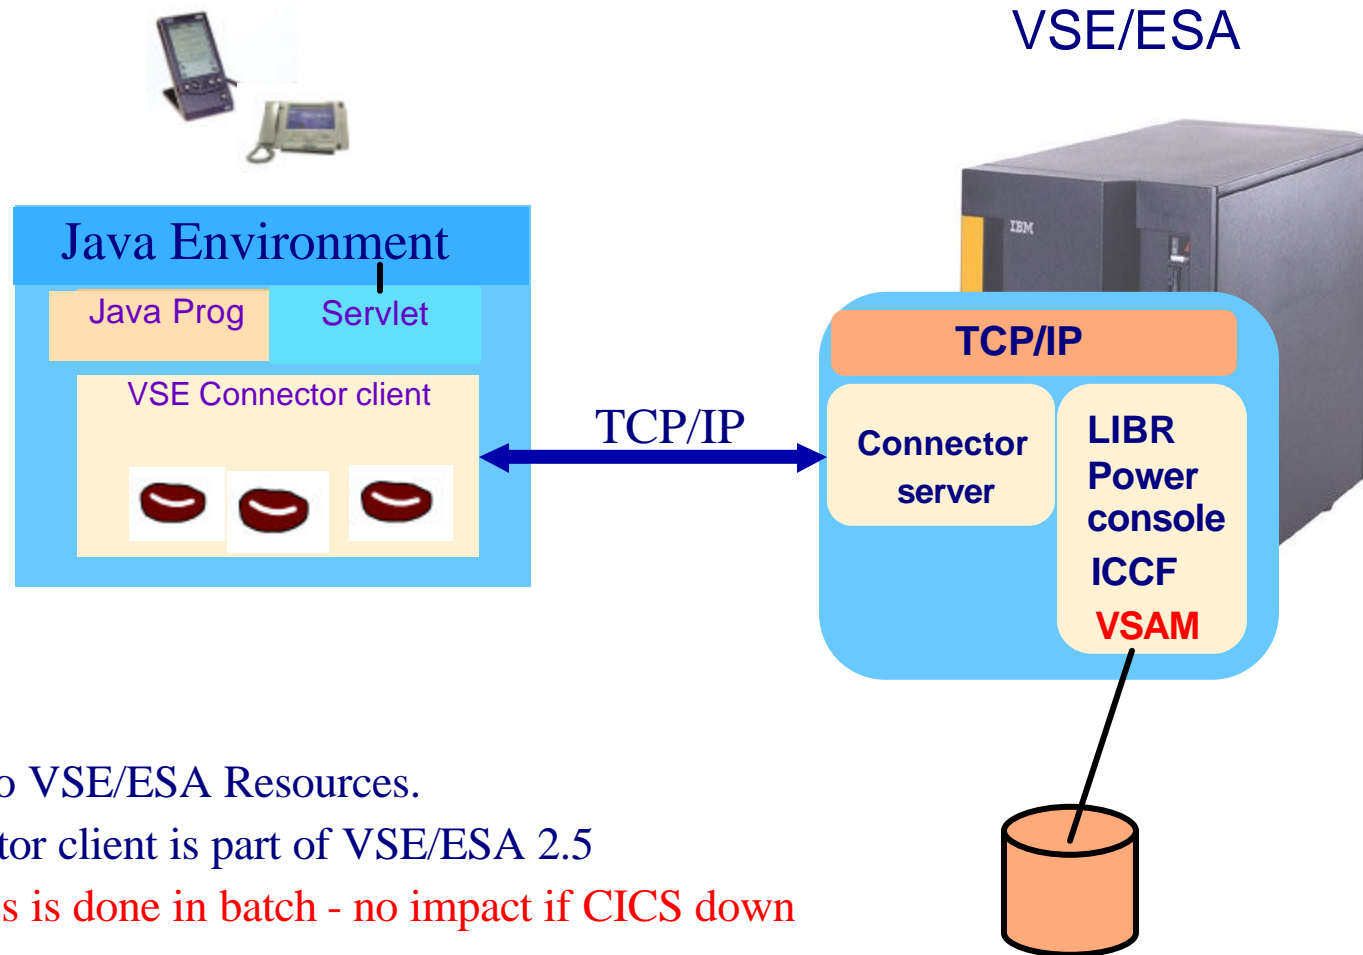 VSE/ESA
IBM
Java Environment
Java Prog
Servlet
VSE Connector client
TCP/IP
TCP/IP
Connector
server
LIBR
Power
console
ICCF
VSAM
o VSE/ESA Resources.
tor client is part of VSE/ESA 2.5
s is done in batch - no impact if CICS down